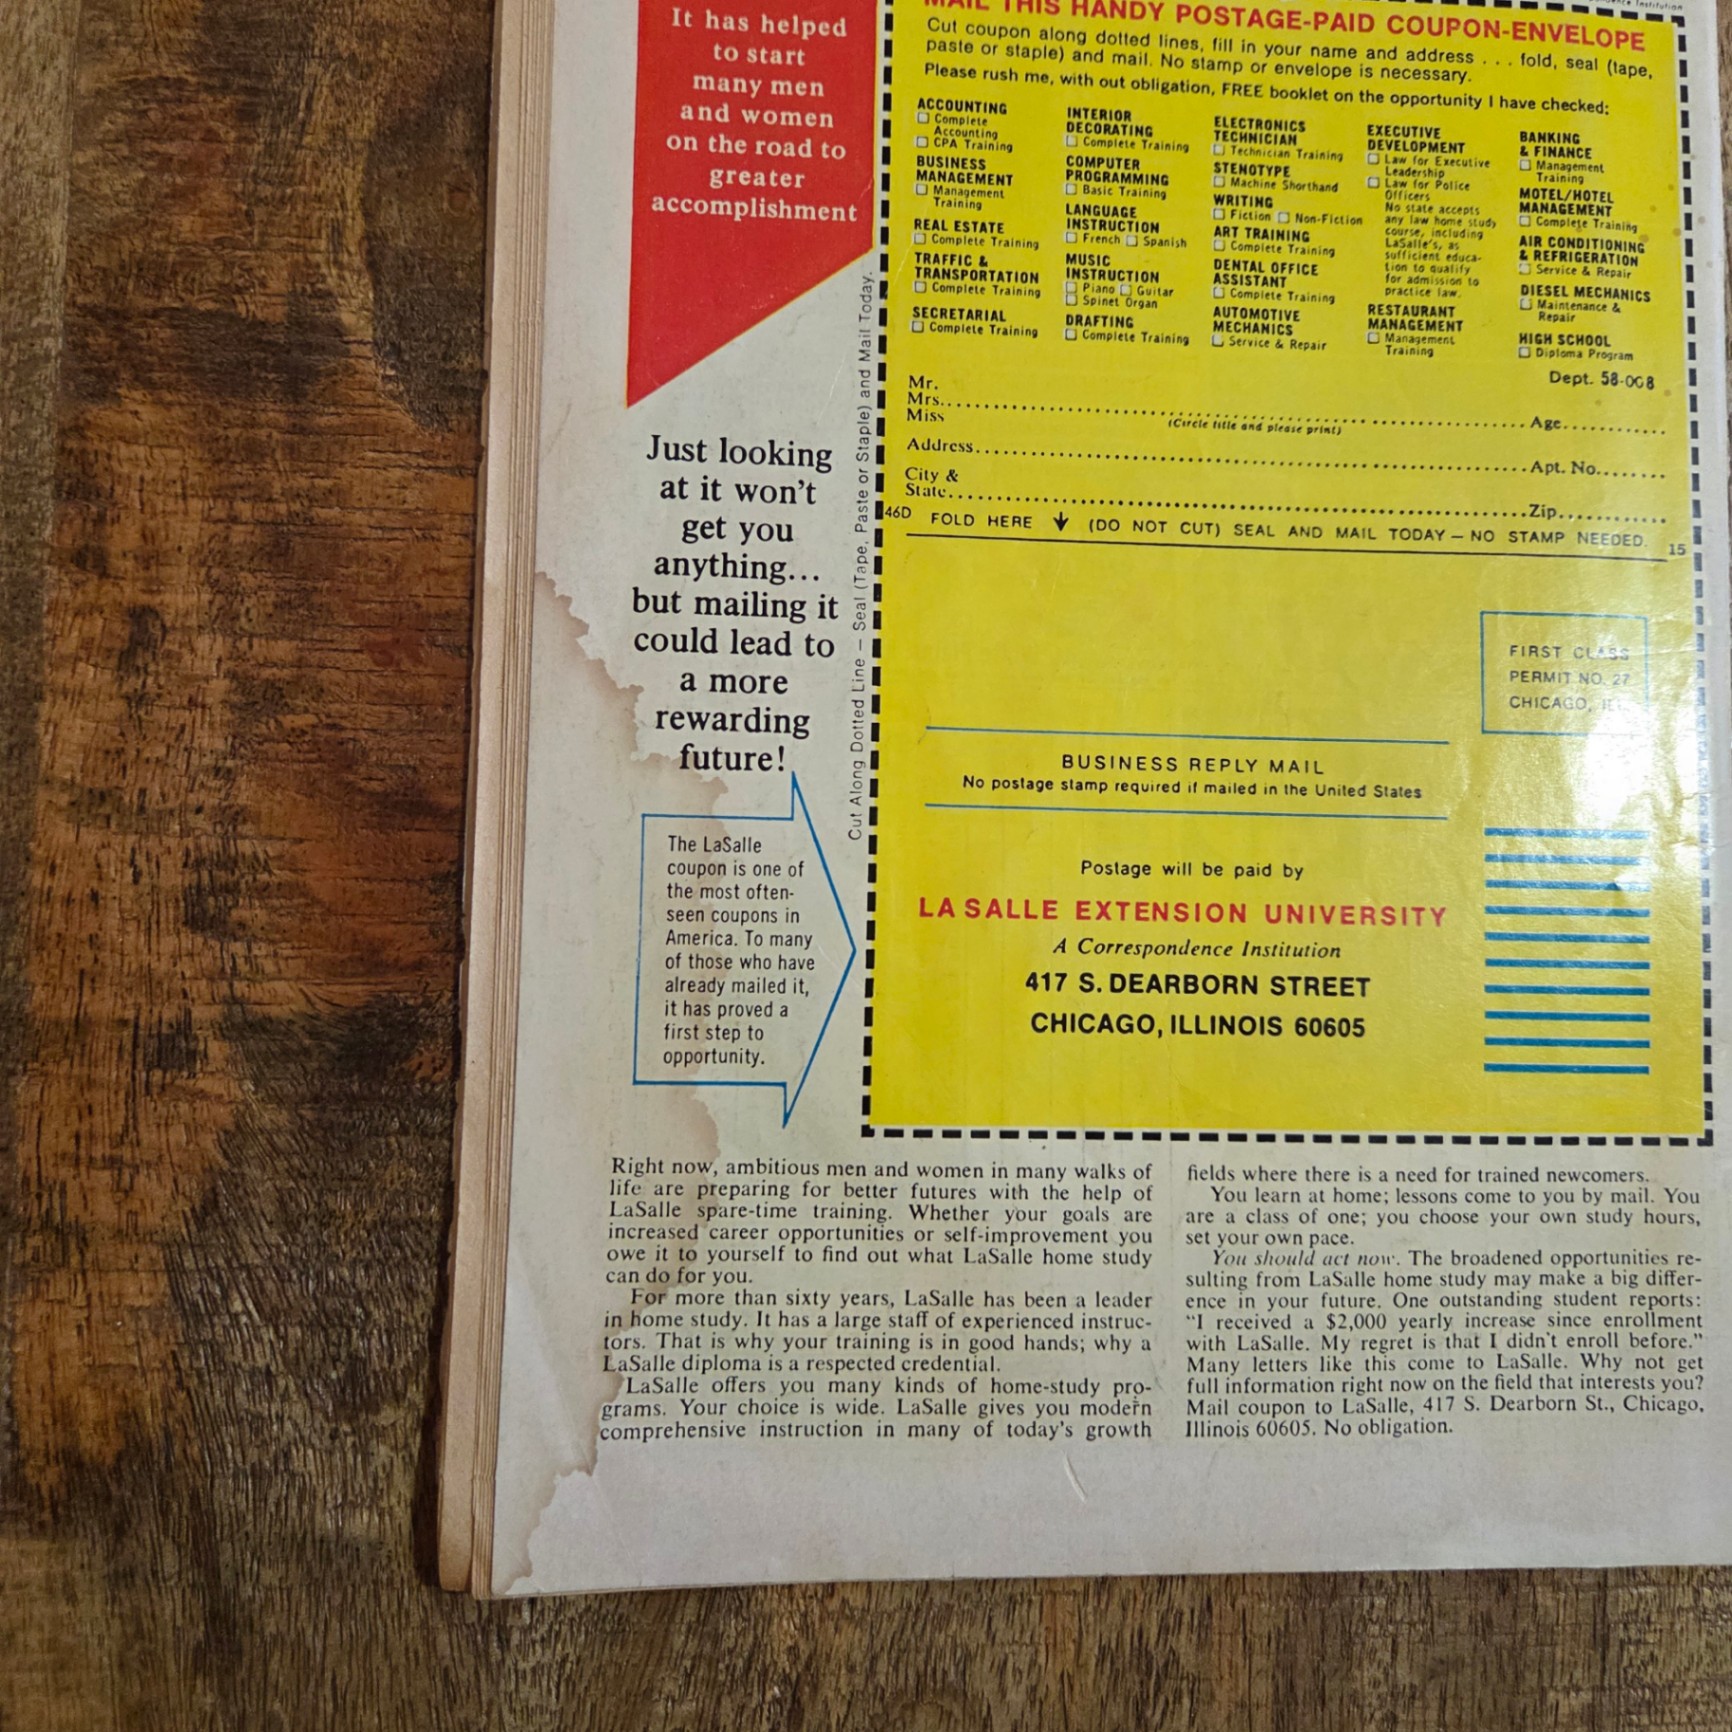 It has helped
to start
many men
and women
on the road to
greater
accomplishment
Just looking
at it won't
get you
anything...
but mailing it
could lead to
a more
rewarding
future!
The LaSalle
coupon is one of
the most often-
seen coupons in
America. To many
of those who have
already mailed it,
it has proved a
first step to
opportunity.
Cut Along Dotted Line – Seal (Tape, Paste or Staple) and Mail Today.
Institution
MAIL THIS HANDY POSTAGE-PAID COUPON-ENVELOPE
Cut coupon along dotted lines, fill in your name and address . . . fold, seal (tape,
paste or staple) and mail. No stamp or envelope is necessary.
Please rush me, with out obligation, FREE booklet on the opportunity I have checked:
ACCOUNTING
☐ Complete
Accounting
☐ CPA Training
BUSINESS
MANAGEMENT
☐ Management
Training
REAL ESTATE
☐ Complete Training
TRAFFIC &
TRANSPORTATION
☐ Complete Training
SECRETARIAL
☐ Complete Training
INTERIOR
DECORATING
☐ Complete Training
COMPUTER
PROGRAMMING
☐ Basic Training
LANGUAGE
INSTRUCTION
☐ French ☐ Spanish
MUSIC
INSTRUCTION
☐ Piano ☐ Guitar
☐ Spinet Organ
DRAFTING
☐ Complete Training
ELECTRONICS
TECHNICIAN
☐ Technician Training
STENOTYPE
☐ Machine Shorthand
WRITING
☐ Fiction ☐ Non-Fiction
ART TRAINING
☐ Complete Training
DENTAL OFFICE
ASSISTANT
☐ Complete Training
AUTOMOTIVE
MECHANICS
☐ Service & Repair
EXECUTIVE
DEVELOPMENT
☐ Law for Executive
Leadership
☐ Law for Police
Officers
No state accepts
any law home study
course, including
LaSalle's, as
sufficient educa-
tion to qualify
for admission to
practice law.
RESTAURANT
MANAGEMENT
☐ Management
Training
BANKING
& FINANCE
☐ Management
Training
MOTEL/HOTEL
MANAGEMENT
☐ Complete Training
AIR CONDITIONING
& REFRIGERATION
☐ Service & Repair
DIESEL MECHANICS
☐ Maintenance &
Repair
HIGH SCHOOL
☐ Diploma Program
Dept. 58-008
Mr.
Mrs. Age
Miss
(Circle title and please print)
Address Apt. No.
City &
State Zip
46D FOLD HERE ↓ (DO NOT CUT) SEAL AND MAIL TODAY – NO STAMP NEEDED. 15
FIRST CLASS
PERMIT NO. 27
CHICAGO,
BUSINESS REPLY MAIL
No postage stamp required if mailed in the United States
Postage will be paid by
LA SALLE EXTENSION UNIVERSITY
A Correspondence Institution
417 S. DEARBORN STREET
CHICAGO, ILLINOIS 60605
Right now, ambitious men and women in many walks of
life are preparing for better futures with the help of
LaSalle spare-time training. Whether your goals are
increased career opportunities or self-improvement you
owe it to yourself to find out what LaSalle home study
can do for you.
For more than sixty years, LaSalle has been a leader
in home study. It has a large staff of experienced instruc-
tors. That is why your training is in good hands; why a
LaSalle diploma is a respected credential.
LaSalle offers you many kinds of home-study pro-
grams. Your choice is wide. LaSalle gives you modern
comprehensive instruction in many of today's growth
fields where there is a need for trained newcomers.
You learn at home; lessons come to you by mail. You
are a class of one; you choose your own study hours,
set your own pace.
You should act now. The broadened opportunities re-
sulting from LaSalle home study may make a big differ-
ence in your future. One outstanding student reports:
"I received a $2,000 yearly increase since enrollment
with LaSalle. My regret is that I didn't enroll before."
Many letters like this come to LaSalle. Why not get
full information right now on the field that interests you?
Mail coupon to LaSalle, 417 S. Dearborn St., Chicago,
Illinois 60605. No obligation.